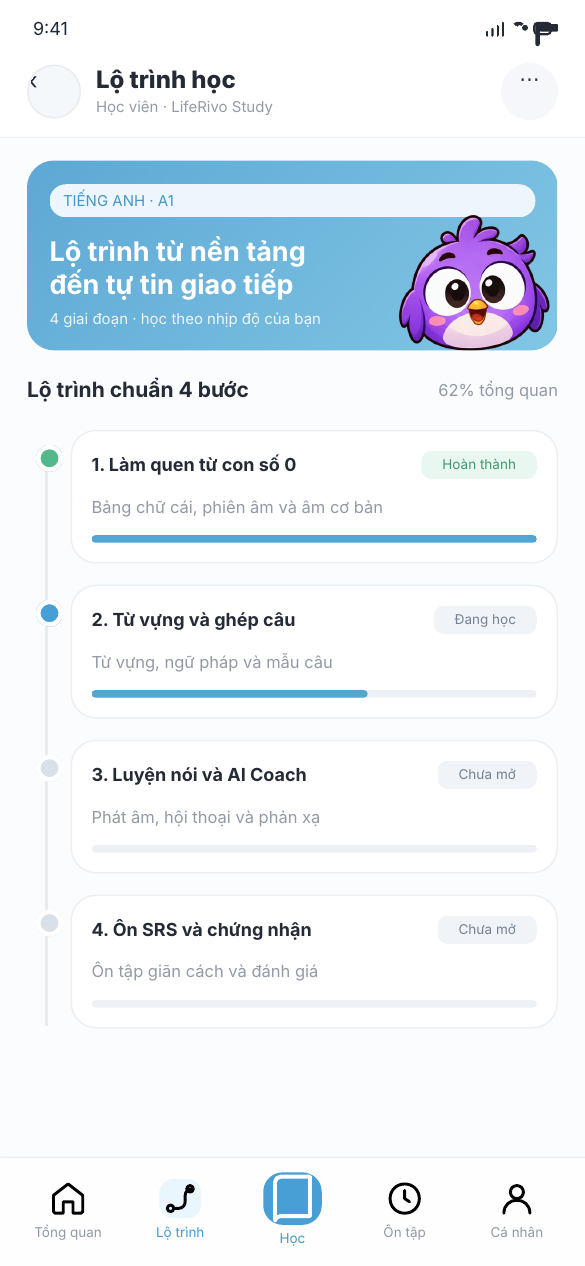 9:41
Lộ trình học
Học viên · LifeRivo Study
...
TIẾNG ANH · A1
Lộ trình từ nền tảng
đến tự tin giao tiếp
4 giai đoạn · học theo nhịp độ của bạn
Lộ trình chuẩn 4 bước
62% tổng quan
1. Làm quen từ con số 0
Hoàn thành
Bảng chữ cái, phiên âm và âm cơ bản
2. Từ vựng và ghép câu
Đang học
Từ vựng, ngữ pháp và mẫu câu
3. Luyện nói và AI Coach
Chưa mở
Phát âm, hội thoại và phản xạ
4. Ôn SRS và chứng nhận
Chưa mở
Ôn tập giãn cách và đánh giá
Tổng quan
Lộ trình
Học
Ôn tập
Cá nhân